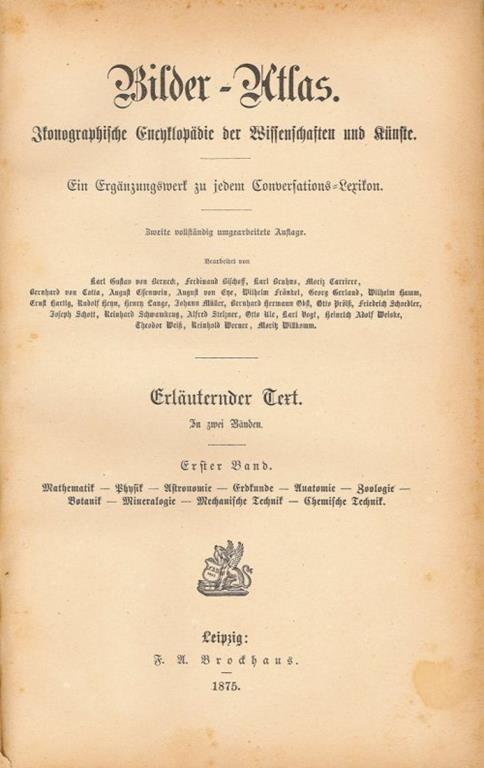 Bilder-Atlas.
Ikonographische Encyklopädie der Wissenschaften und Künste.
Ein Ergänzungswerk zu jedem Conversations-Lexikon.
Zweite vollständig umgearbeitete Auflage.
Bearbeitet von
Karl Gustav von Berneck, Ferdinand Bischoff, Karl Bruhns, Moriz Carriere,
Bernhard von Cotta, August Essenwein, August von Eye, Wilhelm Fränkel, Georg Gerland, Wilhelm Hamm,
Ernst Hartig, Rudolf Heyn, Henry Lange, Johann Müller, Bernhard Hermann Obst, Otto Prölß, Friedrich Schoedler,
Joseph Schott, Reinhard Schwamkrug, Alfred Stelzner, Otto Ule, Karl Vogt, Heinrich Adolf Weiske,
Theodor Weiß, Reinhold Werner, Moritz Willkomm.
Erläuternder Text.
In zwei Bänden.
Erster Band.
Mathematik — Physik — Astronomie — Erdkunde — Anatomie — Zoologie —
Botanik — Mineralogie — Mechanische Technik — Chemische Technik.
Leipzig:
F. A. Brockhaus.
1875.